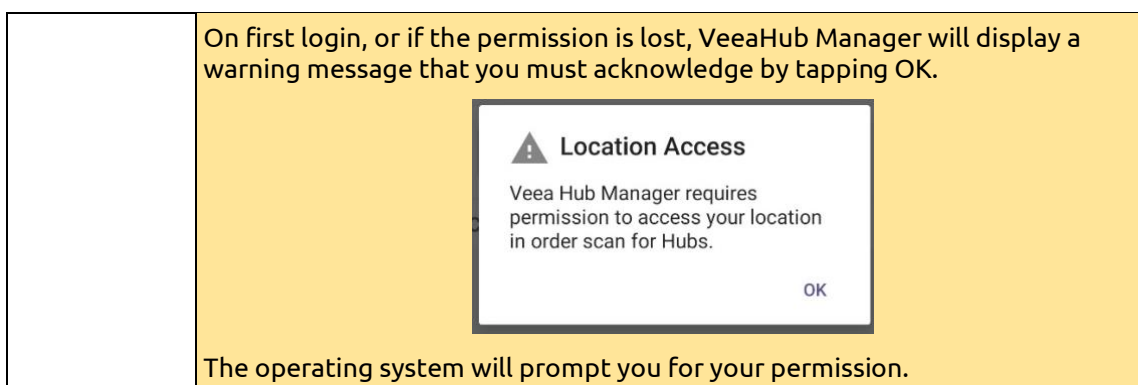 On first login, or if the permission is lost, VeeaHub Manager will display a
warning message that you must acknowledge by tapping OK.
Location Access
Veea Hub Manager requires
permission to access your location
in order scan for Hubs.
OK
The operating system will prompt you for your permission.